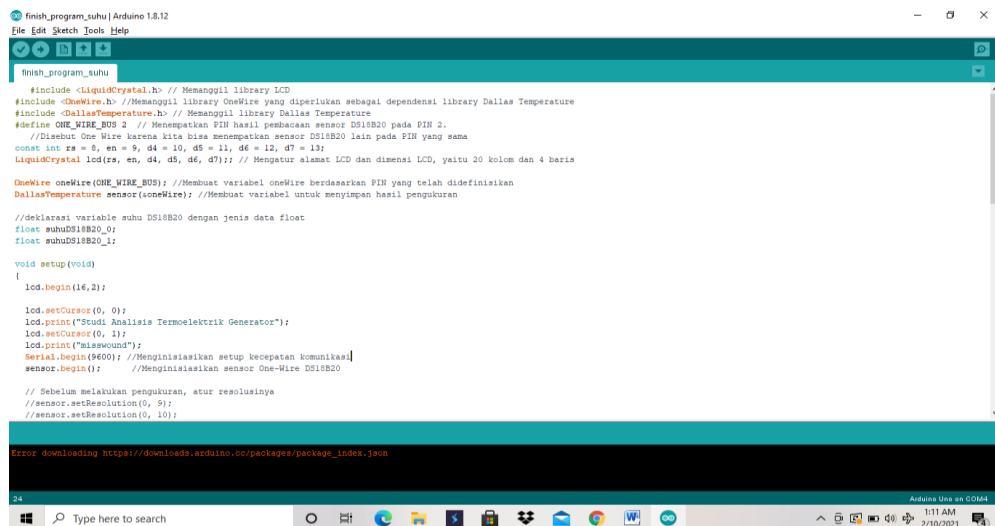 finish_program_suhu | Arduino 1.8.12
File Edit Sketch Tools Help
finish_program_suhu
#include <LiquidCrystal.h> // Memanggil library LCD
#include <OneWire.h> //Memanggil library OneWire yang diperlukan sebagai dependensi library Dallas Temperature
#include <DallasTemperature.h> // Memanggil library Dallas Temperature
#define ONE_WIRE_BUS 2 // Menempatkan PIN hasil pembacaan sensor DS18B20 pada PIN 2.
//Disebut One Wire karena kita bisa menempatkan sensor DS18B20 lain pada PIN yang sama
const int rs = 8, en = 9, d4 = 10, d5 = 11, d6 = 12, d7 = 13;
LiquidCrystal lcd(rs, en, d4, d5, d6, d7);; // Mengatur alamat LCD dan dimensi LCD, yaitu 20 kolom dan 4 baris
OneWire oneWire(ONE_WIRE_BUS); //Membuat variabel oneWire berdasarkan PIN yang telah didefinisikan
DallasTemperature sensor(&oneWire); //Membuat variabel untuk menyimpan hasil pengukuran
//deklarasi variable suhu DS18B20 dengan jenis data float
float suhuDS18B20_0;
float suhuDS18B20_1;
void setup(void)
{
lcd.begin(16,2);
lcd.setCursor(0, 0);
lcd.print("Studi Analisis Termoelektrik Generator");
lcd.setCursor(0, 1);
lcd.print("misswound");
Serial.begin(9600); //Menginisiasikan setup kecepatan komunikasi
sensor.begin(); //Menginisiasikan sensor One-Wire DS18B20
// Sebelum melakukan pengukuran, atur resolusinya
//sensor.setResolution(0, 9);
//sensor.setResolution(0, 10);
Error downloading https://downloads.arduino.cc/packages/package_index.json
24
Arduino Uno on COM4
Type here to search
1:11 AM
2/10/2021